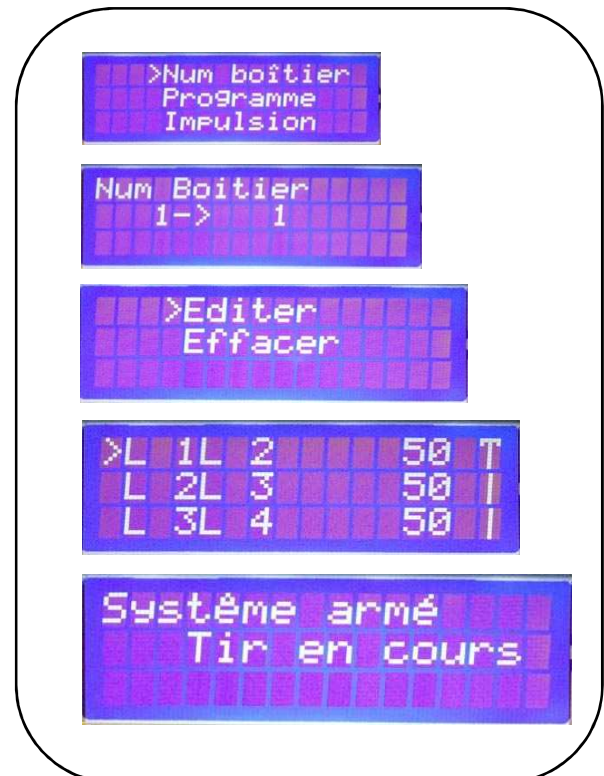 >Num boîtier
Programme
Impulsion
Num Boitier
1-> 1
>Editer
Effacer
>L 1L 2 50
L 2L 3 50
L 3L 4 50
Système armé
Tir en cours